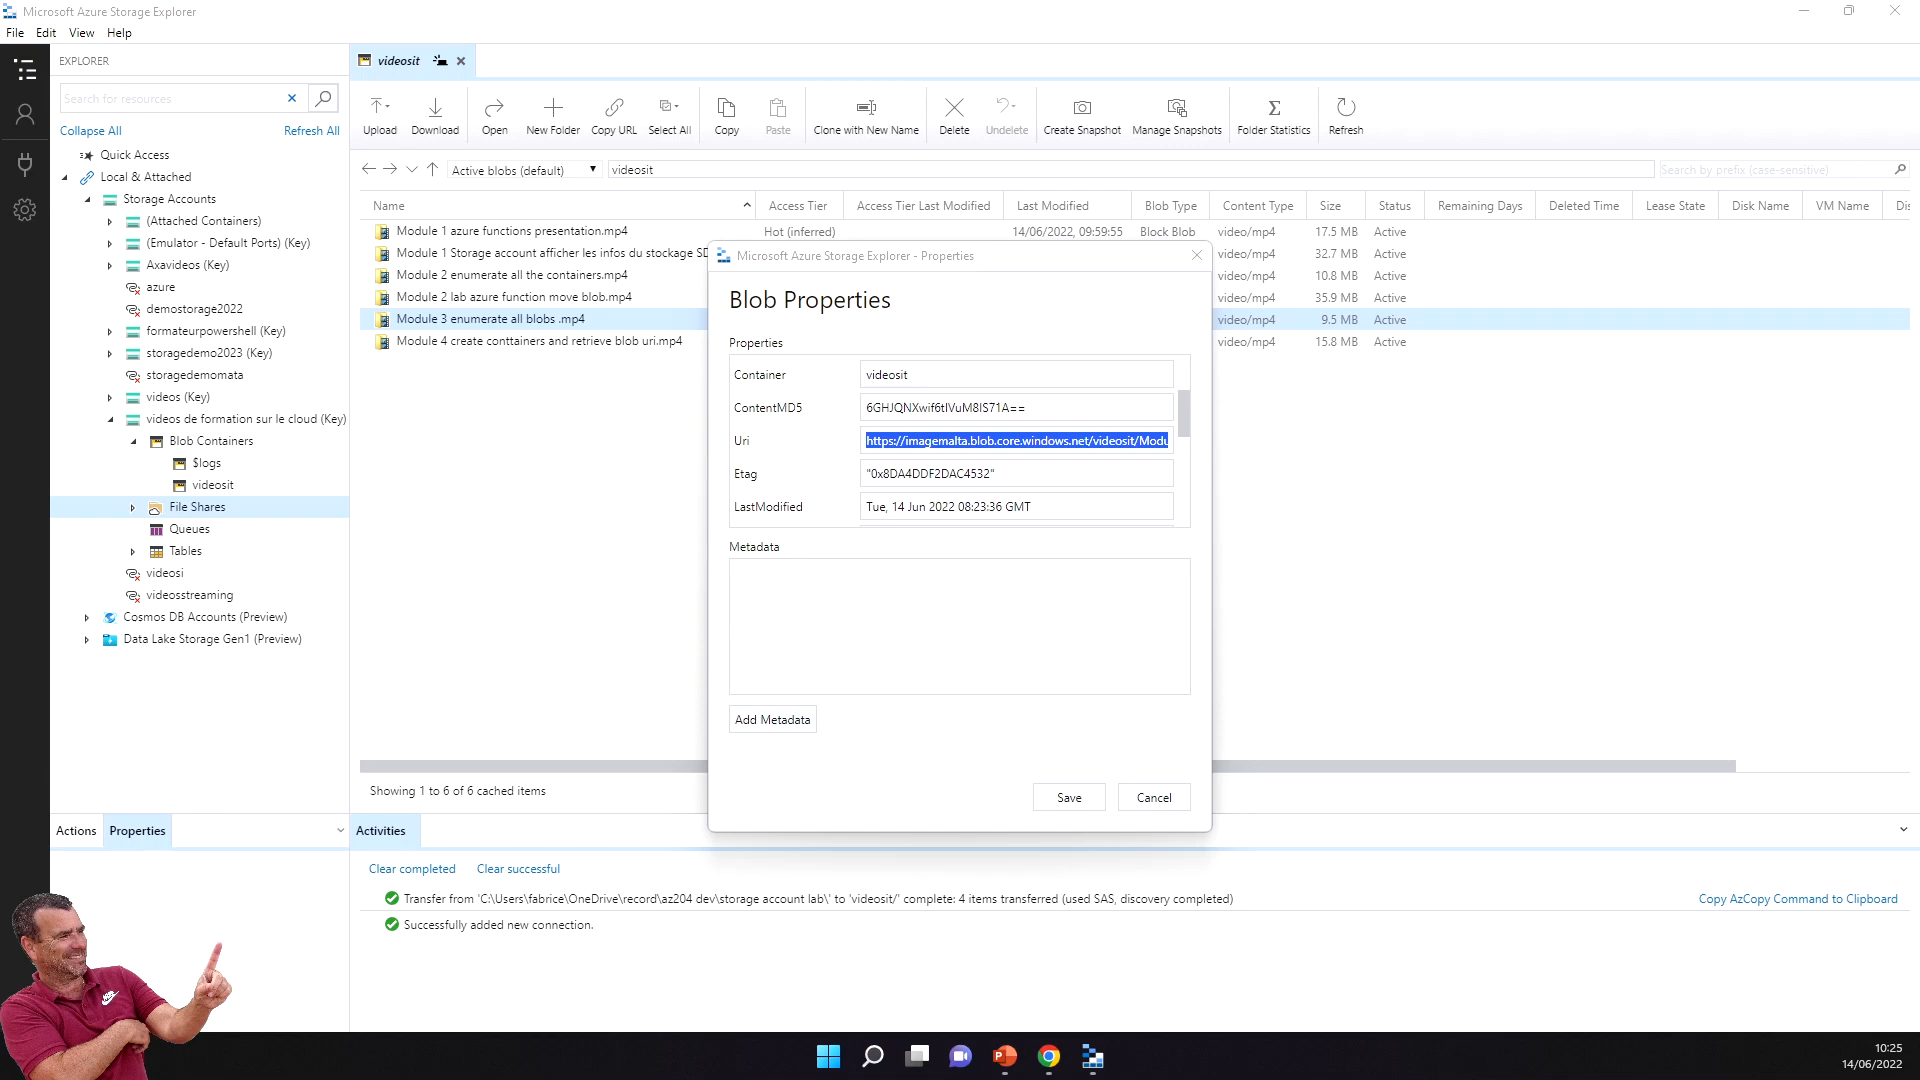 Microsoft Azure Storage Explorer
File Edit View Help
EXPLORER
Search for resources
Collapse All Refresh All
Quick Access
Local & Attached
Storage Accounts
(Attached Containers)
(Emulator - Default Ports) (Key)
Axavideos (Key)
azure
demostorage2022
formateurpowershell (Key)
storagedemo2023 (Key)
storagedemomata
videos (Key)
videos de formation sur le cloud (Key)
Blob Containers
$logs
videosit
File Shares
Queues
Tables
videosi
videosstreaming
Cosmos DB Accounts (Preview)
Data Lake Storage Gen1 (Preview)
Actions Properties
videosit
Upload Download Open New Folder Copy URL Select All Copy Paste Clone with New Name Delete Undelete Create Snapshot Manage Snapshots Folder Statistics Refresh
Active blobs (default) videosit Search by prefix (case-sensitive)
Name Access Tier Access Tier Last Modified Last Modified Blob Type Content Type Size Status Remaining Days Deleted Time Lease State Disk Name VM Name Dis
Module 1 azure functions presentation.mp4 Hot (inferred) 14/06/2022, 09:59:55 Block Blob video/mp4 17.5 MB Active
Module 1 Storage account afficher les infos du stockage SD video/mp4 32.7 MB Active
Module 2 enumerate all the containers.mp4 video/mp4 10.8 MB Active
Module 2 lab azure function move blob.mp4 video/mp4 35.9 MB Active
Module 3 enumerate all blobs .mp4 video/mp4 9.5 MB Active
Module 4 create conttainers and retrieve blob uri.mp4 video/mp4 15.8 MB Active
Showing 1 to 6 of 6 cached items
Microsoft Azure Storage Explorer - Properties
Blob Properties
Properties
Container videosit
ContentMD5 6GHJQNXwif6tIVuM8IS71A==
Uri https://imagemalta.blob.core.windows.net/videosit/Modu
Etag "0x8DA4DDF2DAC4532"
LastModified Tue, 14 Jun 2022 08:23:36 GMT
Metadata
Add Metadata
Save Cancel
Activities
Clear completed Clear successful
Transfer from 'C:\Users\fabrice\OneDrive\record\az204 dev\storage account lab\' to 'videosit/' complete: 4 items transferred (used SAS, discovery completed) Copy AzCopy Command to Clipboard
Successfully added new connection.
10:25
14/06/2022